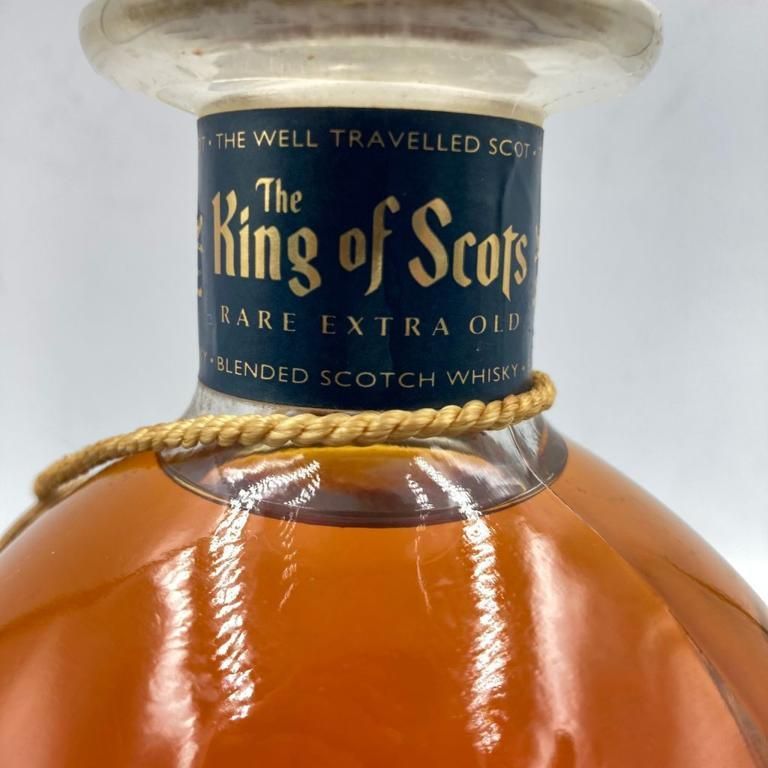 · THE WELL TRAVELLED SCOT ·
The
King of Scots
RARE EXTRA OLD
· BLENDED SCOTCH WHISKY ·